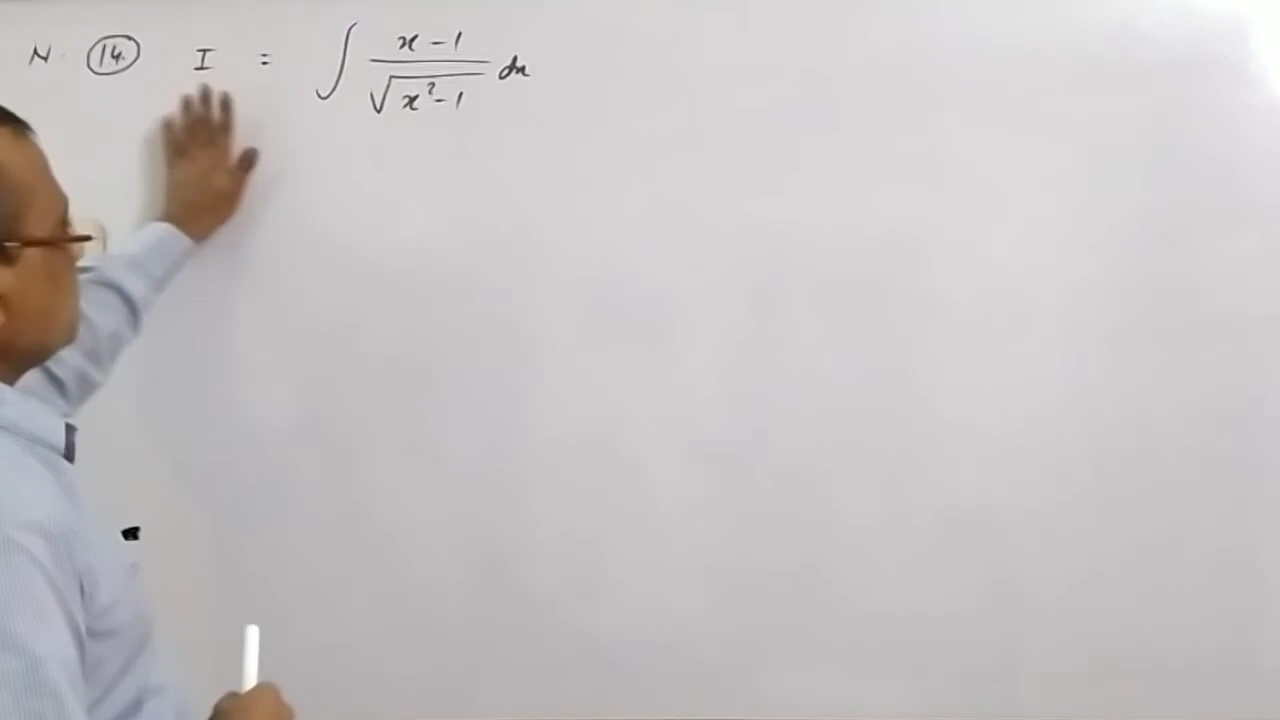 N. 14. I = ∫ (x-1)/√(x²-1) dx